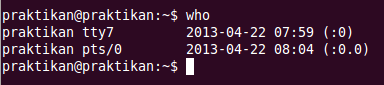 praktikan@praktikan:~$ who
praktikan tty7         2013-04-22 07:59 (:0)
praktikan pts/0        2013-04-22 08:04 (:0.0)
praktikan@praktikan:~$